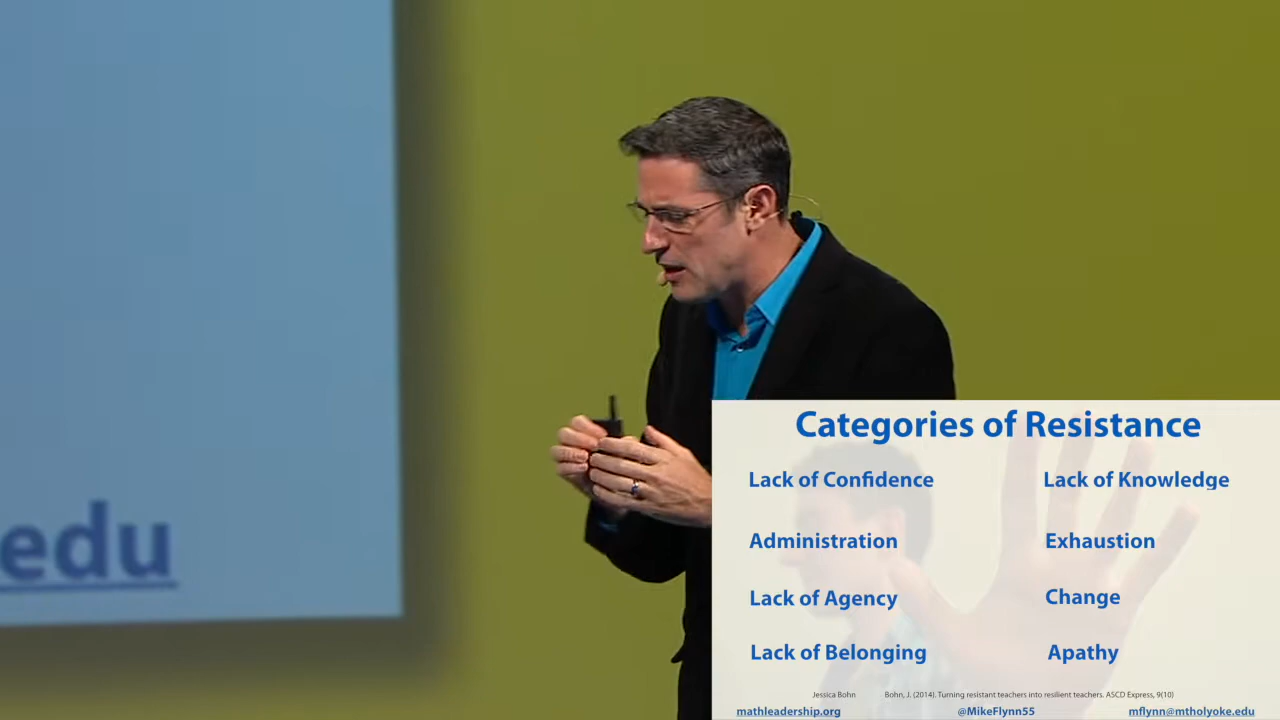 edu
Categories of Resistance
Lack of Confidence Lack of Knowledge
Administration Exhaustion
Lack of Agency Change
Lack of Belonging Apathy
Jessica Bohn Bohn, J. (2014). Turning resistant teachers into resilient teachers. ASCD Express, 9(10)
mathleadership.org @MikeFlynn55 mflynn@mtholyoke.edu